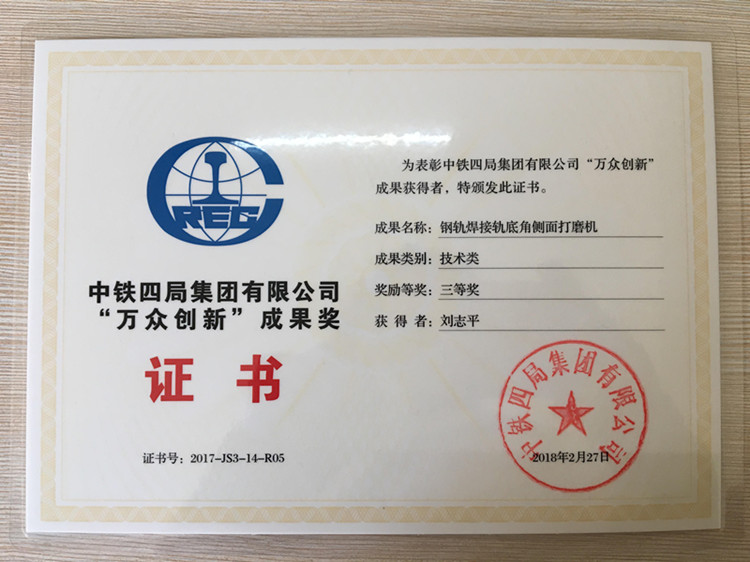 CREC
中铁四局集团有限公司
“万众创新”成果奖
证 书
证书号：2017-JS3-14-R05
为表彰中铁四局集团有限公司“万众创新”
成果获得者，特颁发此证书。
成果名称：钢轨焊接轨底角侧面打磨机
成果类别：技术类
奖励等奖：三等奖
获 得 者：刘志平
中铁四局集团有限公司
2018年2月27日